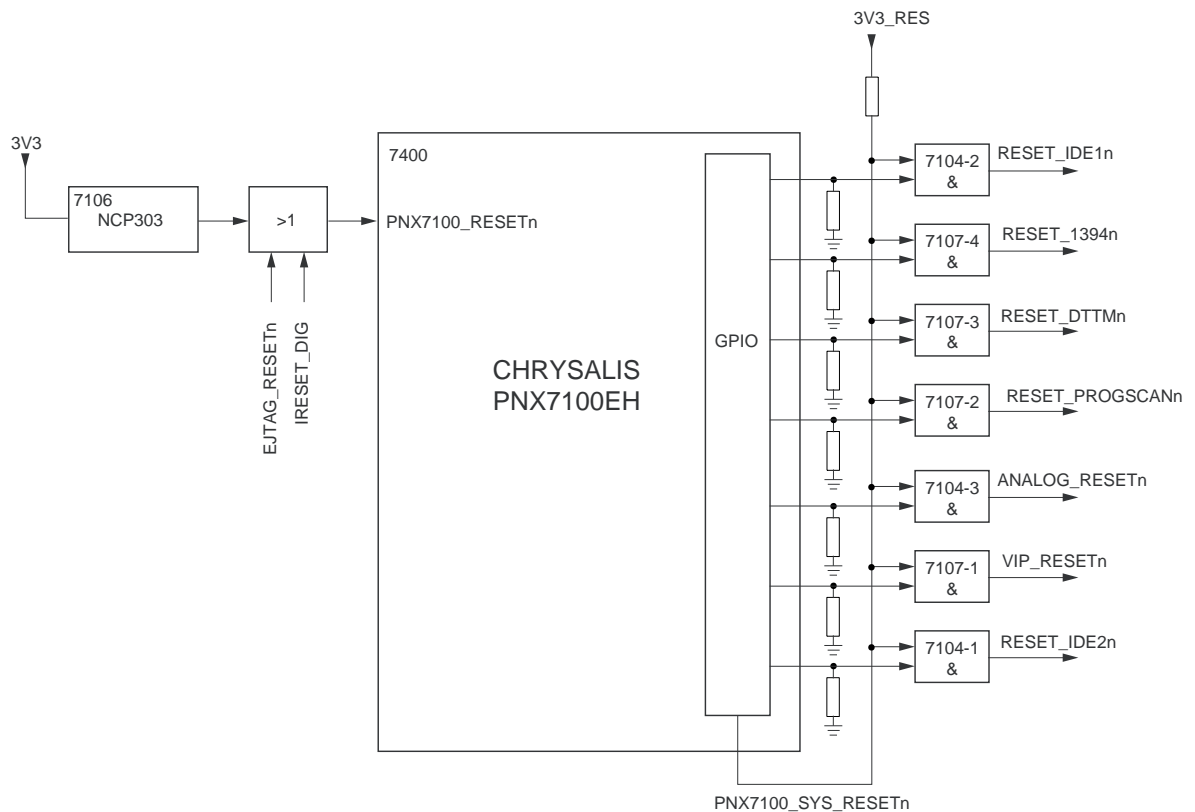 3V3_RES
3V3
7106
NCP303
>1
EJTAG_RESETn
IRESET_DIG
PNX7100_RESETn
7400
CHRYSALIS
PNX7100EH
GPIO
7104-2
&
RESET_IDE1n
7107-4
&
RESET_1394n
7107-3
&
RESET_DTTMn
7107-2
&
RESET_PROGSCANn
7104-3
&
ANALOG_RESETn
7107-1
&
VIP_RESETn
7104-1
&
RESET_IDE2n
PNX7100_SYS_RESETn